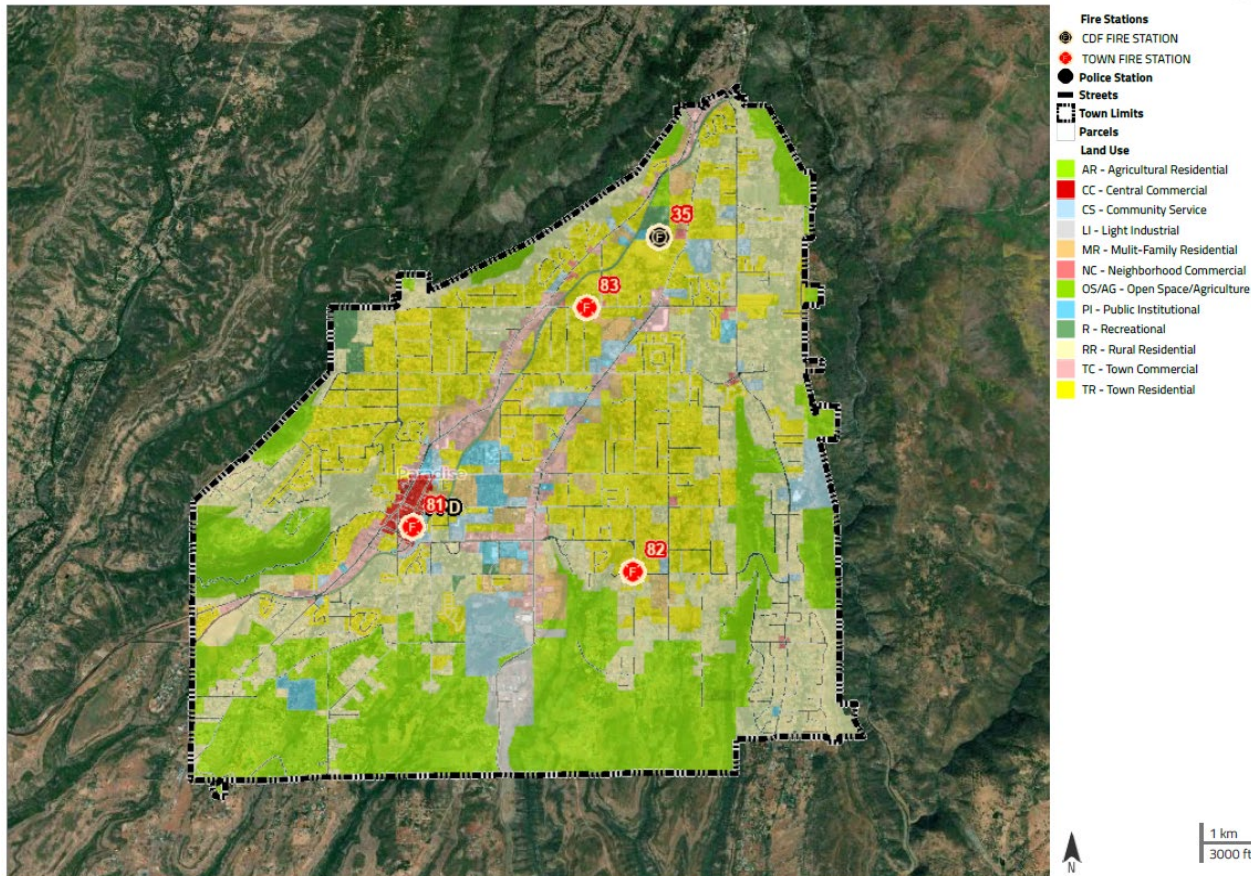 Fire Stations
F CDF FIRE STATION
F TOWN FIRE STATION
Police Station
Streets
Town Limits
Parcels
Land Use
AR - Agricultural Residential
CC - Central Commercial
CS - Community Service
LI - Light Industrial
MR - Mulit-Family Residential
NC - Neighborhood Commercial
OS/AG - Open Space/Agriculture
PI - Public Institutional
R - Recreational
RR - Rural Residential
TC - Town Commercial
TR - Town Residential
35
F
83
F
Paradise
81 PD
F
82
F
1 km
3000 ft
N